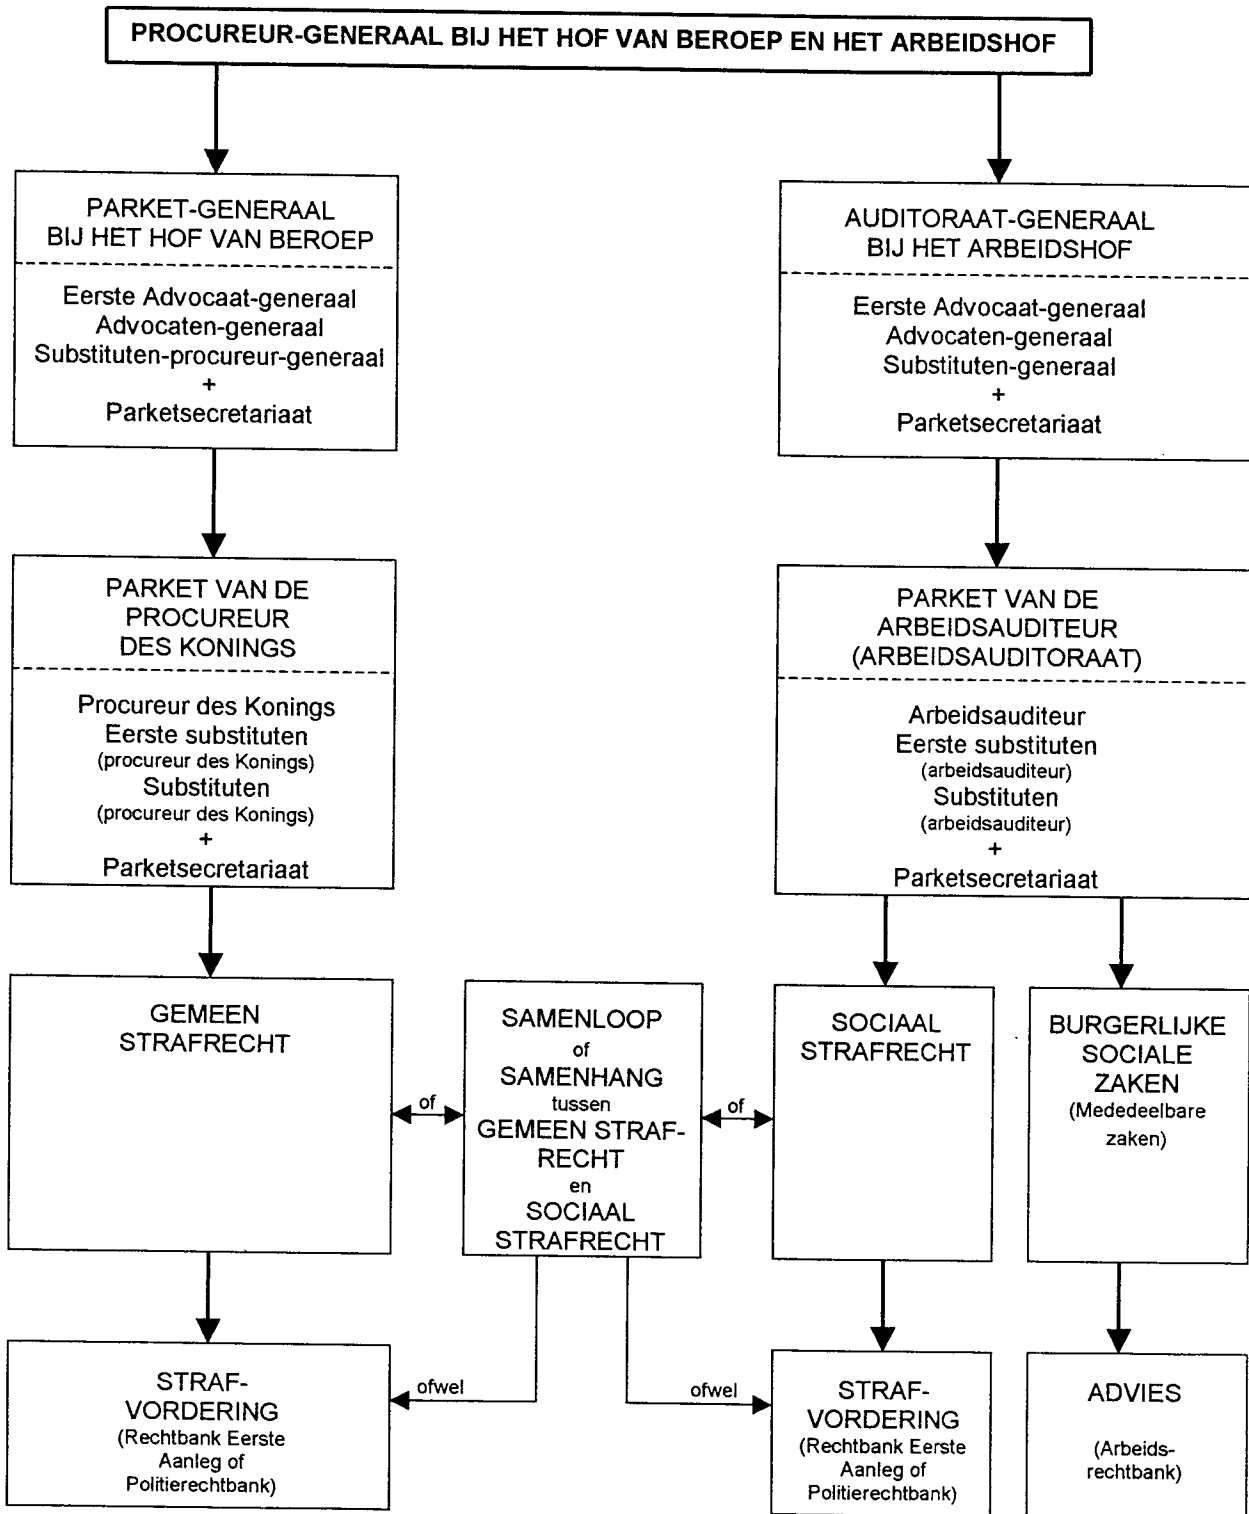 PROCUREUR-GENERAAL BIJ HET HOF VAN BEROEP EN HET ARBEIDSHOF
PARKET-GENERAAL
BIJ HET HOF VAN BEROEP
Eerste Advocaat-generaal
Advocaten-generaal
Substituten-procureur-generaal
+
Parketsecretariaat
AUDITORAAT-GENERAAL
BIJ HET ARBEIDSHOF
Eerste Advocaat-generaal
Advocaten-generaal
Substituten-generaal
+
Parketsecretariaat
PARKET VAN DE
PROCUREUR
DES KONINGS
Procureur des Konings
Eerste substituten
(procureur des Konings)
Substituten
(procureur des Konings)
+
Parketsecretariaat
PARKET VAN DE
ARBEIDSAUDITEUR
(ARBEIDSAUDITORAAT)
Arbeidsauditeur
Eerste substituten
(arbeidsauditeur)
Substituten
(arbeidsauditeur)
+
Parketsecretariaat
GEMEEN
STRAFRECHT
of
SAMENLOOP
of
SAMENHANG
tussen
GEMEEN STRAF-
RECHT
en
SOCIAAL
STRAFRECHT
of
SOCIAAL
STRAFRECHT
BURGERLIJKE
SOCIALE
ZAKEN
(Mededeelbare
zaken)
STRAF-
VORDERING
(Rechtbank Eerste
Aanleg of
Politierechtbank)
ofwel
ofwel
STRAF-
VORDERING
(Rechtbank Eerste
Aanleg of
Politierechtbank)
ADVIES
(Arbeids-
rechtbank)